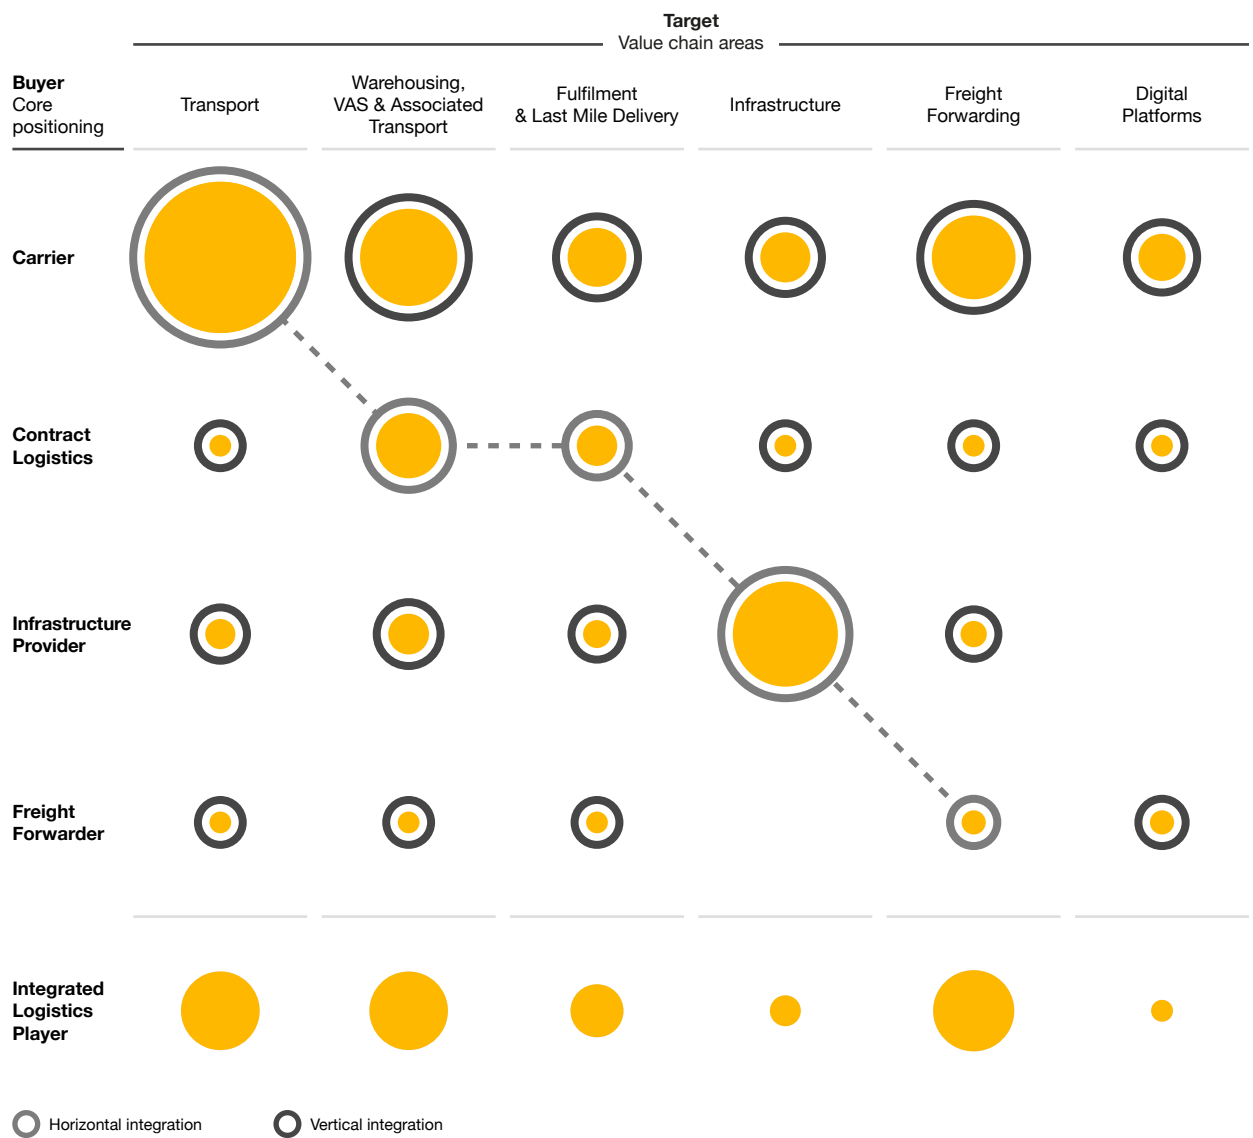 Target
Value chain areas
Buyer
Core
positioning
Transport
Warehousing,
VAS & Associated
Transport
Fulfilment
& Last Mile Delivery
Infrastructure
Freight
Forwarding
Digital
Platforms
Carrier
Contract
Logistics
Infrastructure
Provider
Freight
Forwarder
Integrated
Logistics
Player
Horizontal integration
Vertical integration